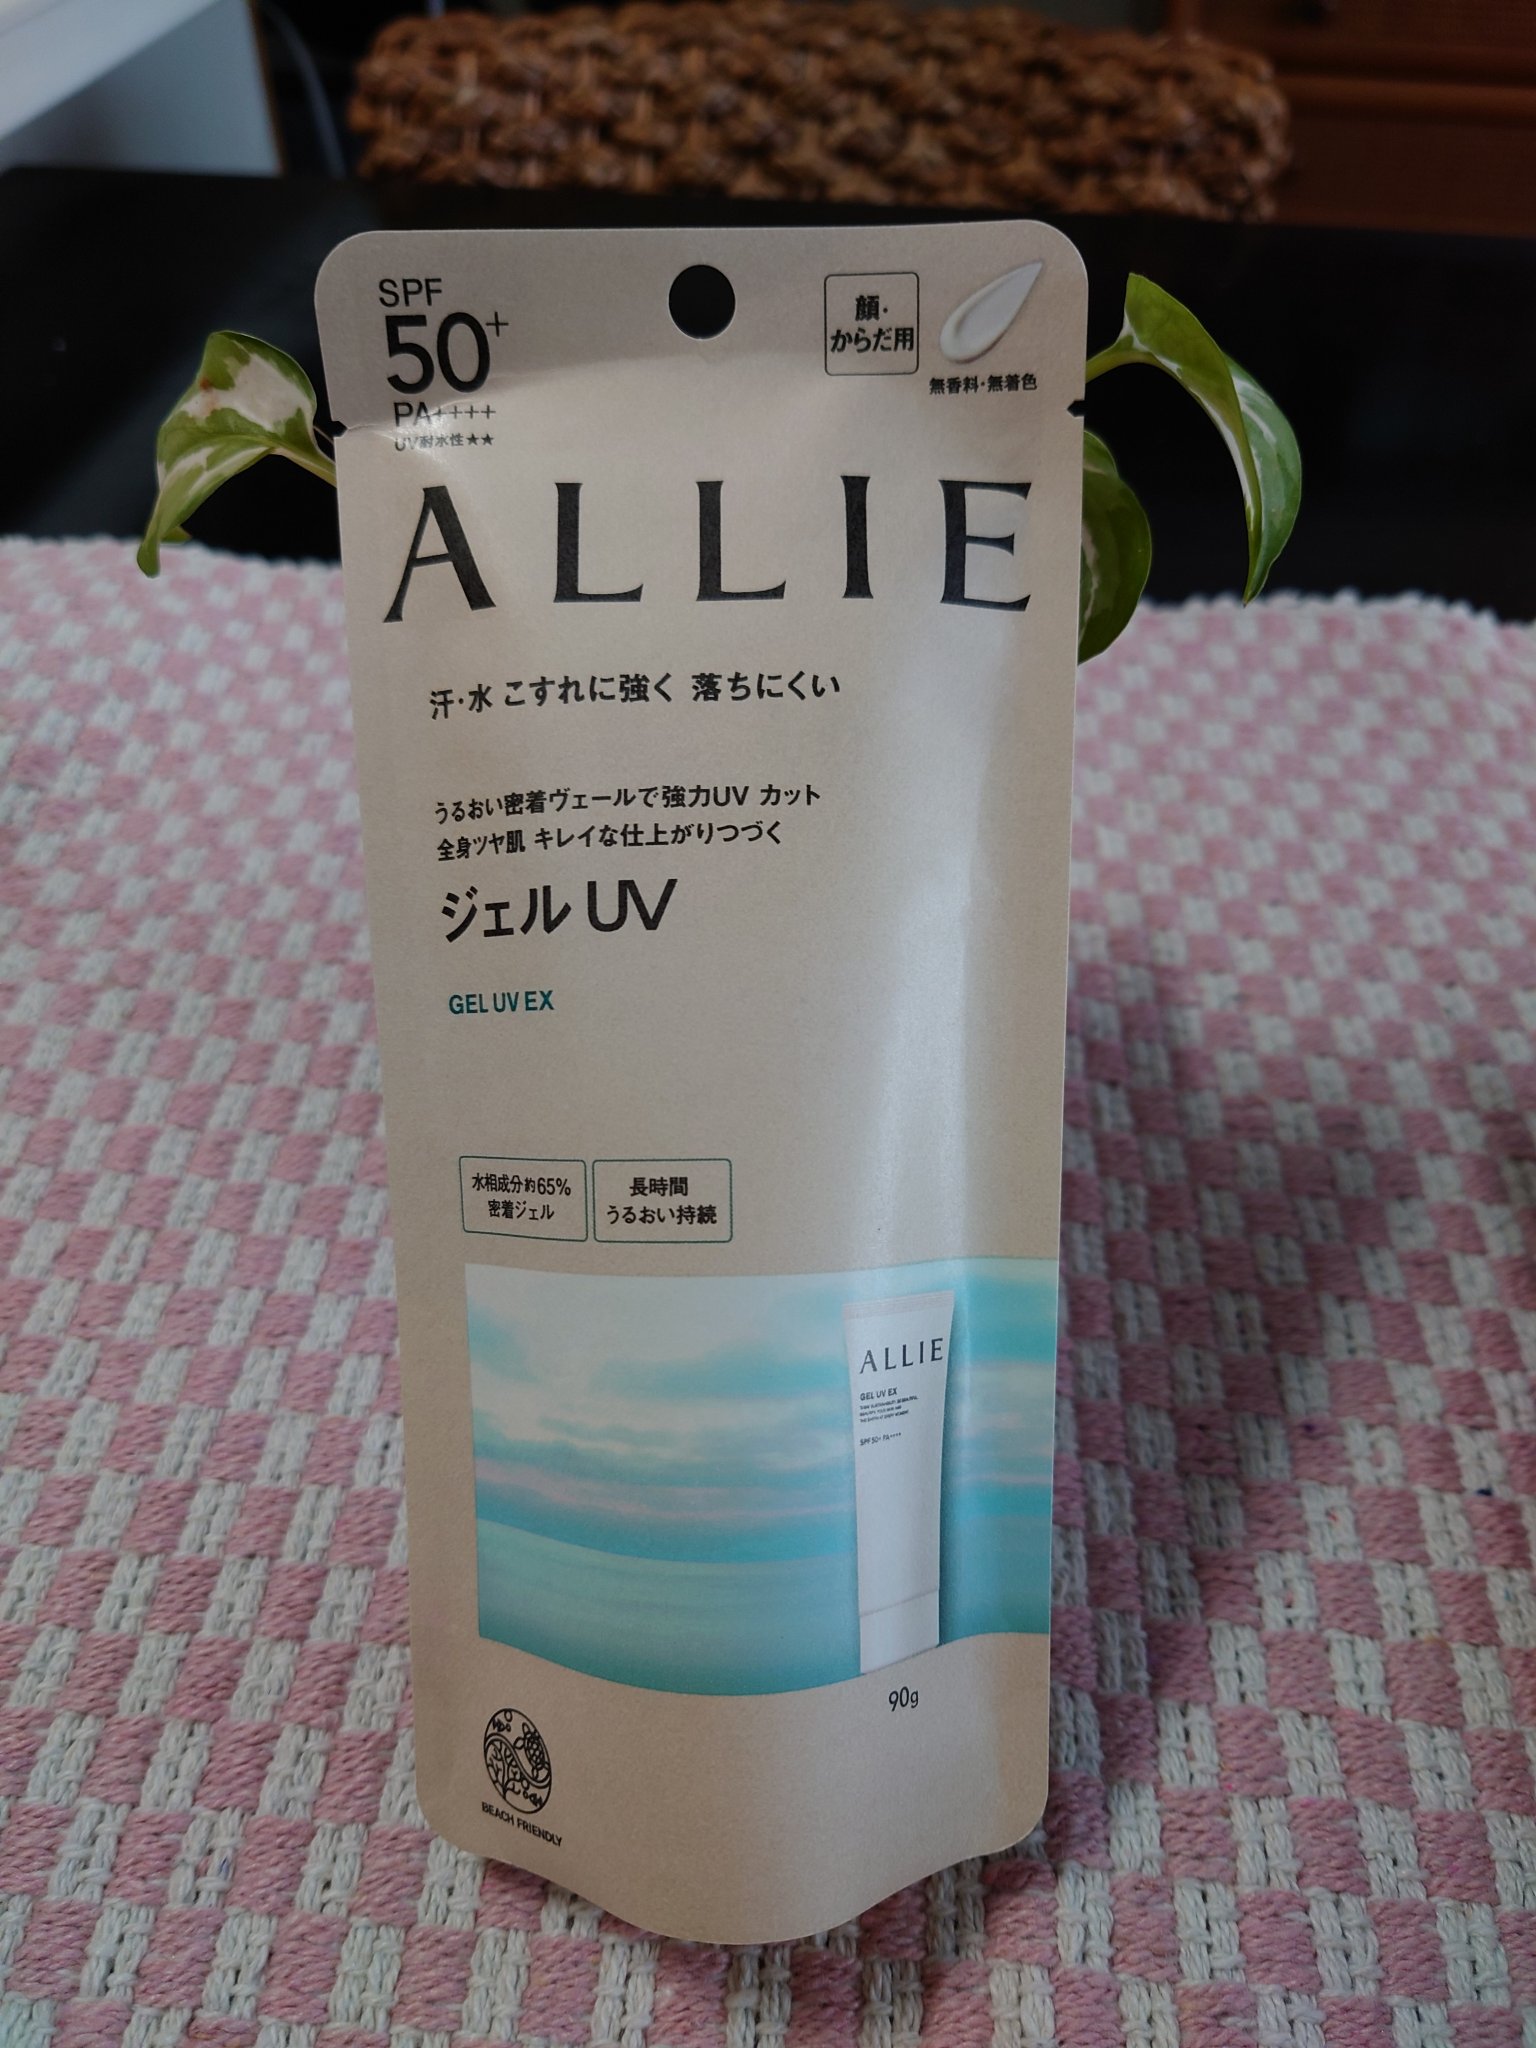 SPF
50+
PA++++
UV耐水性★★
顔・
からだ用
無香料・無着色
ALLIE
汗・水 こすれに強く 落ちにくい
うるおい密着ヴェールで強力UV カット
全身ツヤ肌 キレイな仕上がりつづく
ジェル UV
GEL UV EX
水相成分約65%
密着ジェル
長時間
うるおい持続
ALLIE
GEL UV EX
SPF50+ PA++++
90g
BEACH FRIENDLY